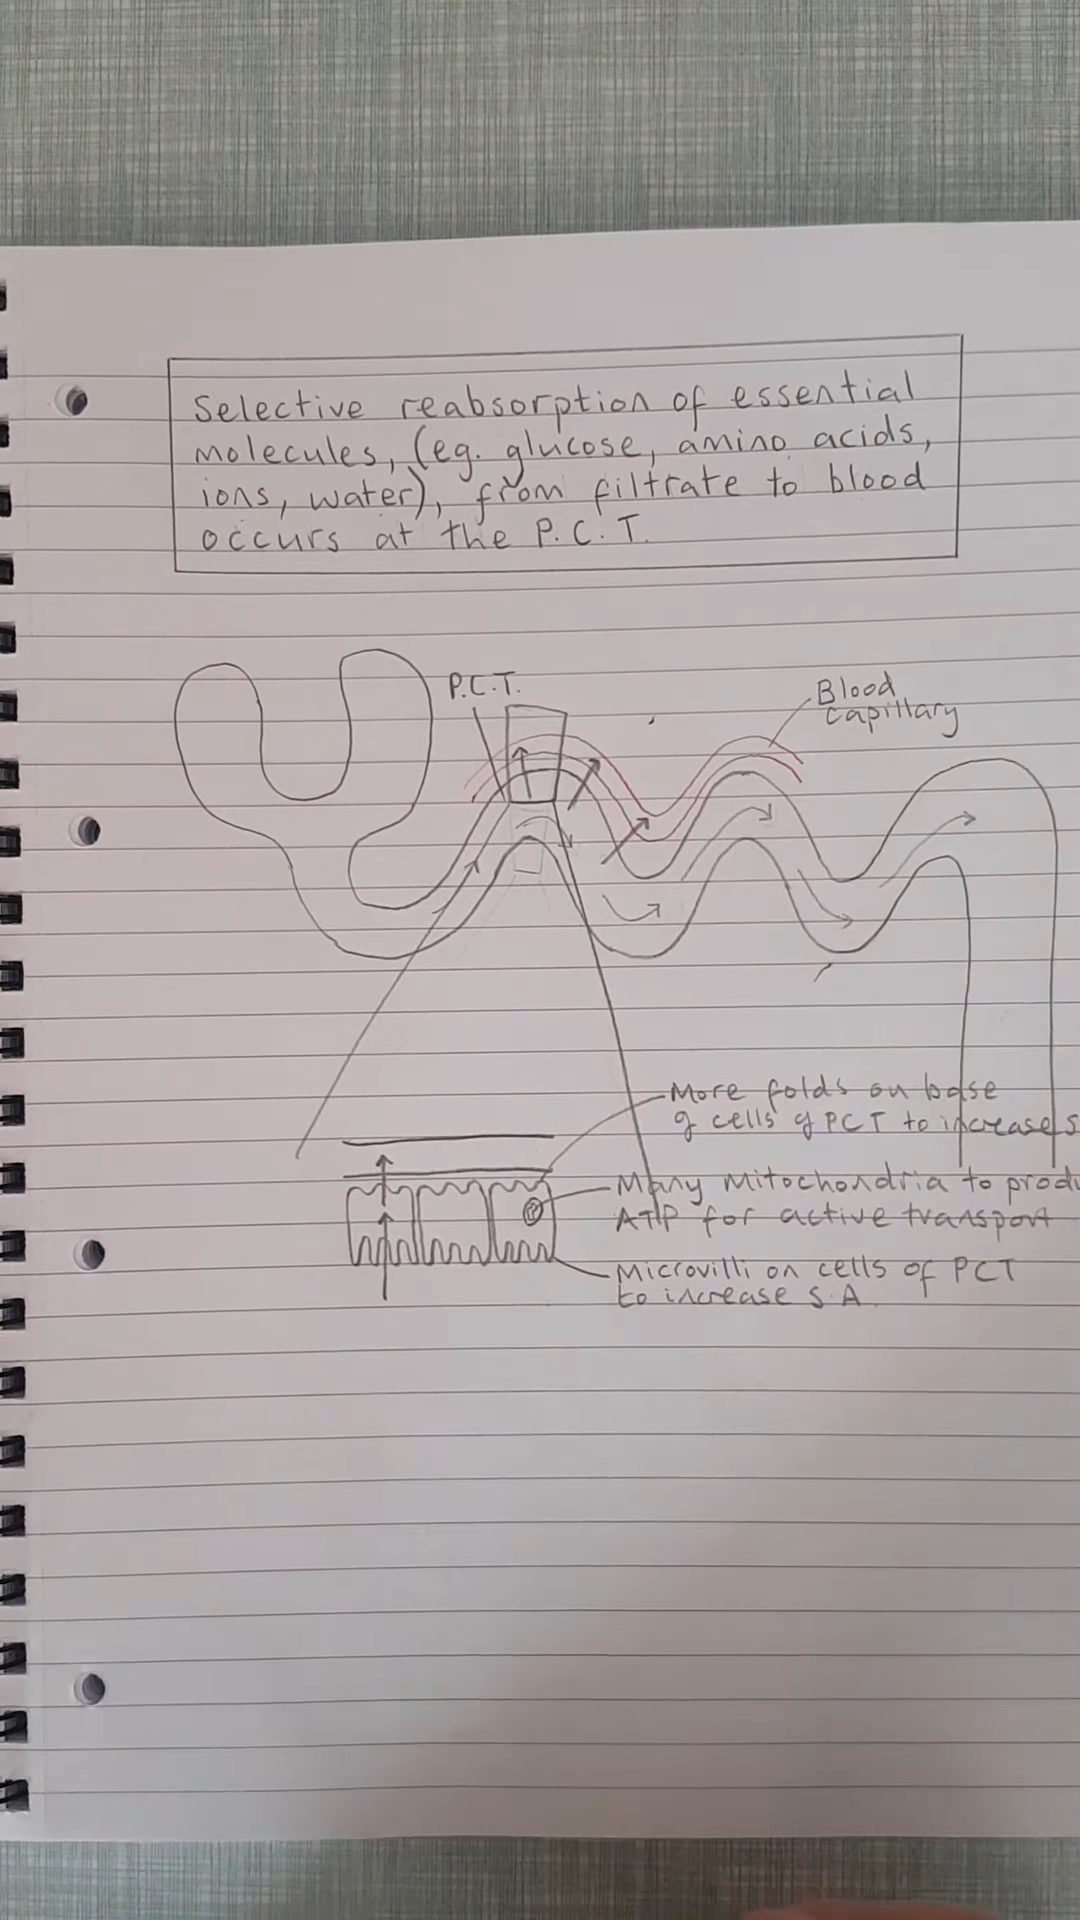 Selective reabsorption of essential
molecules, (eg. glucose, amino acids,
ions, water), from filtrate to blood
occurs at the P.C.T.
P.C.T.
Blood
capillary
More folds on base
of cells of PCT to increase S
Many Mitochondria to produ
ATP for active transport
Microvilli on cells of PCT
to increase S.A.